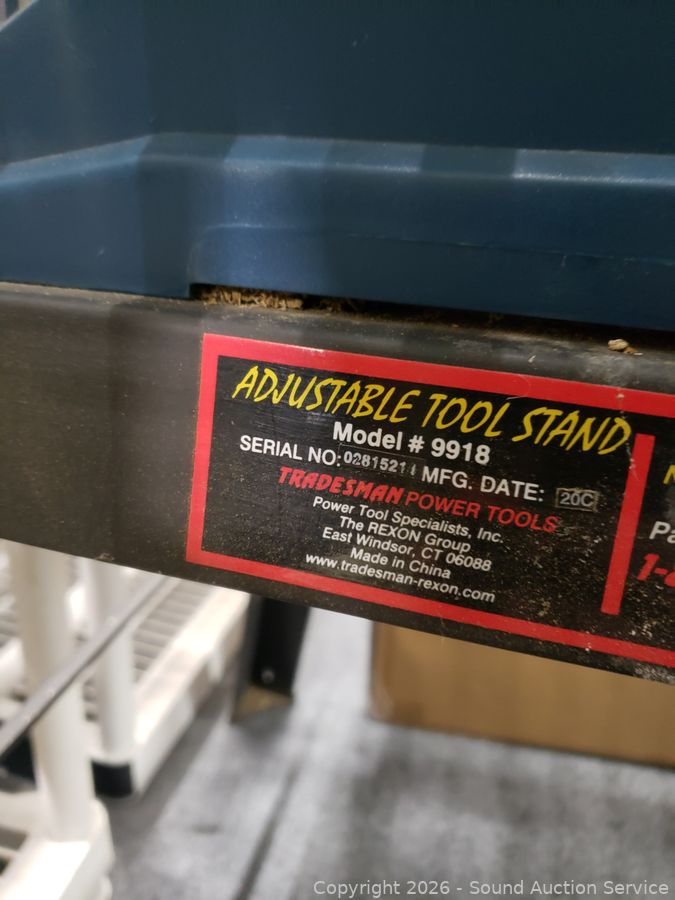 ADJUSTABLE TOOL STAND
Model # 9918
SERIAL NO: MFG. DATE: 20C
TRADESMAN POWER TOOLS
Power Tool Specialists, Inc.
The REXON Group
East Windsor, CT 06088
Made in China
www.tradesman-rexon.com
Copyright 2026 - Sound Auction Service